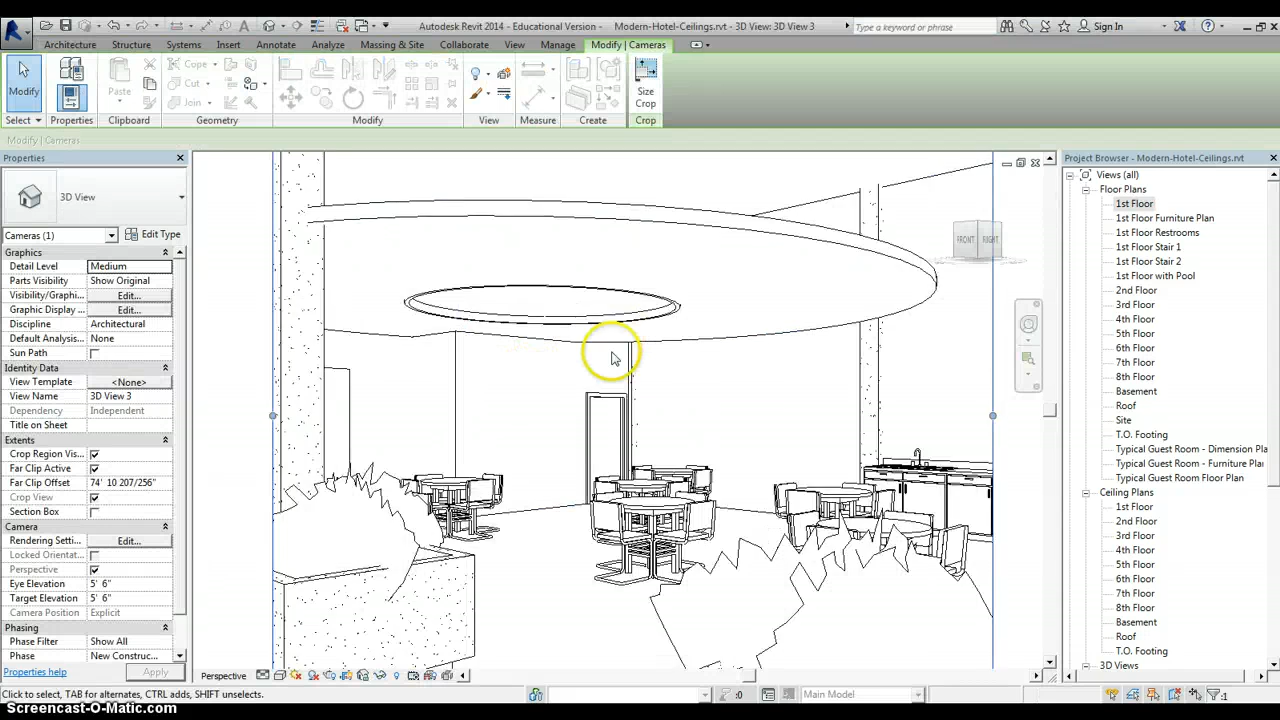 Autodesk Revit 2014 - Educational Version - Modern-Hotel-Ceilings.rvt - 3D View: 3D View 3
Type a keyword or phrase
Sign In
Architecture Structure Systems Insert Annotate Analyze Massing & Site Collaborate View Manage Modify | Cameras
Modify
Paste
Cope
Cut
Join
Size
Crop
Select Properties Clipboard Geometry Modify View Measure Create Crop
Modify | Cameras
Properties
3D View
Cameras (1)
Edit Type
Graphics
Detail Level Medium
Parts Visibility Show Original
Visibility/Graphi... Edit...
Graphic Display ... Edit...
Discipline Architectural
Default Analysis... None
Sun Path
Identity Data
View Template <None>
View Name 3D View 3
Dependency Independent
Title on Sheet
Extents
Crop Region Vis...
Far Clip Active
Far Clip Offset 74' 10 207/256"
Crop View
Section Box
Camera
Rendering Setti... Edit...
Locked Orientat...
Perspective
Eye Elevation 5' 6"
Target Elevation 5' 6"
Camera Position Explicit
Phasing
Phase Filter Show All
Phase New Construc...
Properties help
Apply
FRONT
RIGHT
Perspective
Project Browser - Modern-Hotel-Ceilings.rvt
Views (all)
Floor Plans
1st Floor
1st Floor Furniture Plan
1st Floor Restrooms
1st Floor Stair 1
1st Floor Stair 2
1st Floor with Pool
2nd Floor
3rd Floor
4th Floor
5th Floor
6th Floor
7th Floor
8th Floor
Basement
Roof
Site
T.O. Footing
Typical Guest Room - Dimension Pla
Typical Guest Room - Furniture Plan
Typical Guest Room Floor Plan
Ceiling Plans
1st Floor
2nd Floor
3rd Floor
4th Floor
5th Floor
6th Floor
7th Floor
8th Floor
Basement
Roof
T.O. Footing
3D Views
Click to select, TAB for alternates, CTRL adds, SHIFT unselects.
:0
Main Model
:1
Screencast-O-Matic.com